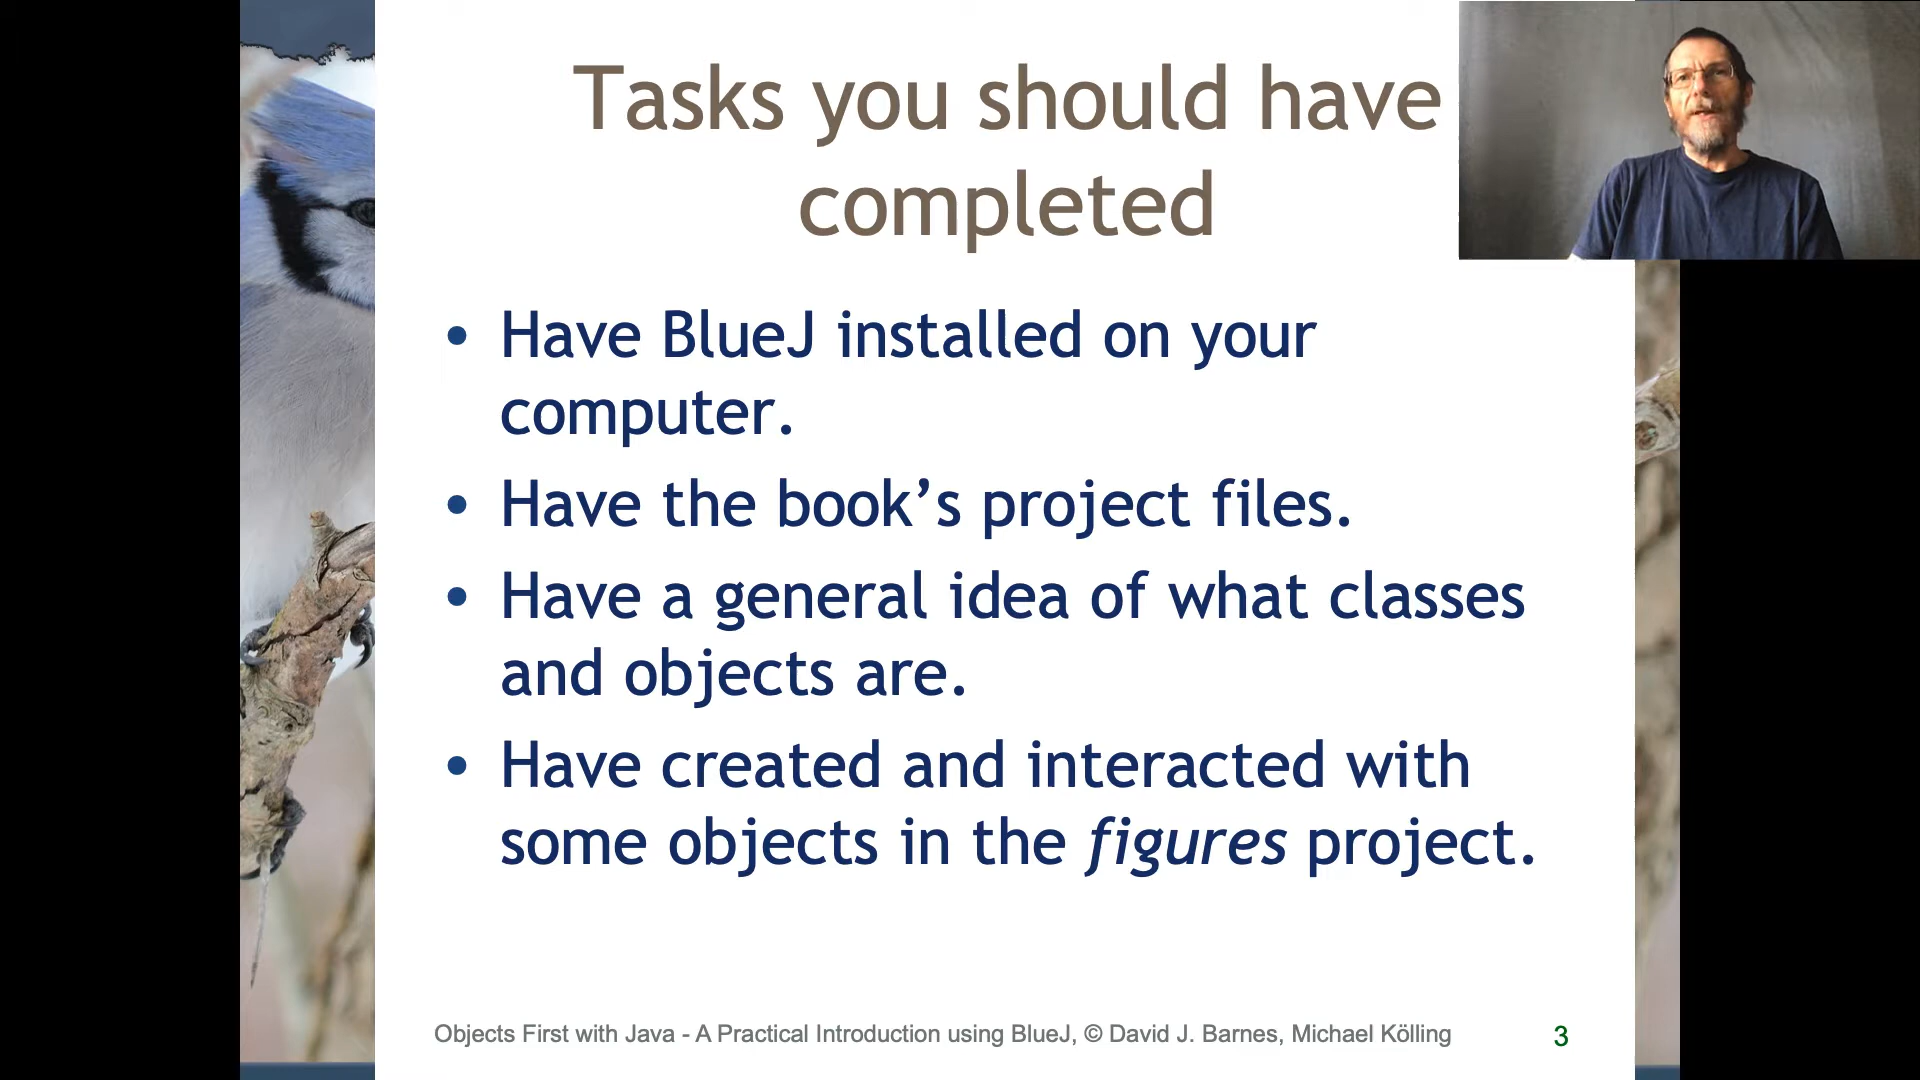 Tasks you should have
completed
• Have BlueJ installed on your
computer.
• Have the book’s project files.
• Have a general idea of what classes
and objects are.
• Have created and interacted with
some objects in the figures project.
Objects First with Java - A Practical Introduction using BlueJ, © David J. Barnes, Michael Kölling
3